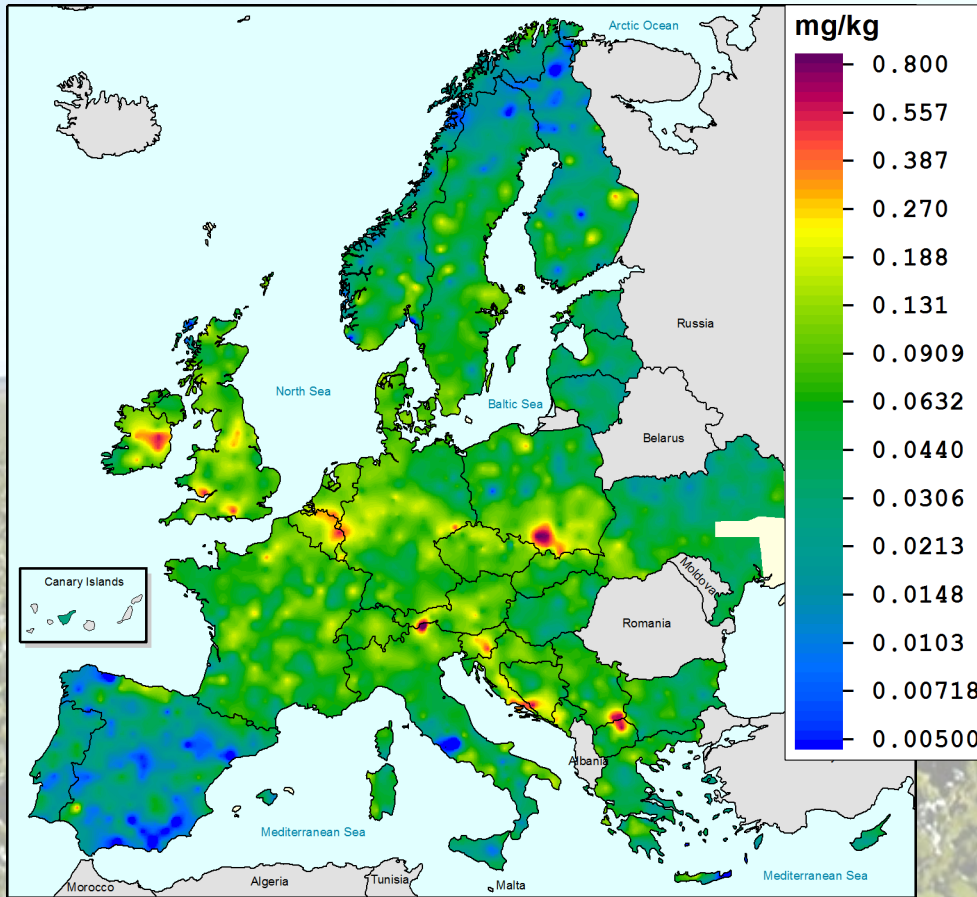 mg/kg
0.800
0.557
0.387
0.270
0.188
0.131
0.0909
0.0632
0.0440
0.0306
0.0213
0.0148
0.0103
0.00718
0.00500
Arctic Ocean
Russia
North Sea
Baltic Sea
Belarus
Canary Islands
Moldova
Romania
Albania
Mediterranean Sea
Mediterranean Sea
Morocco
Algeria
Tunisia
Malta